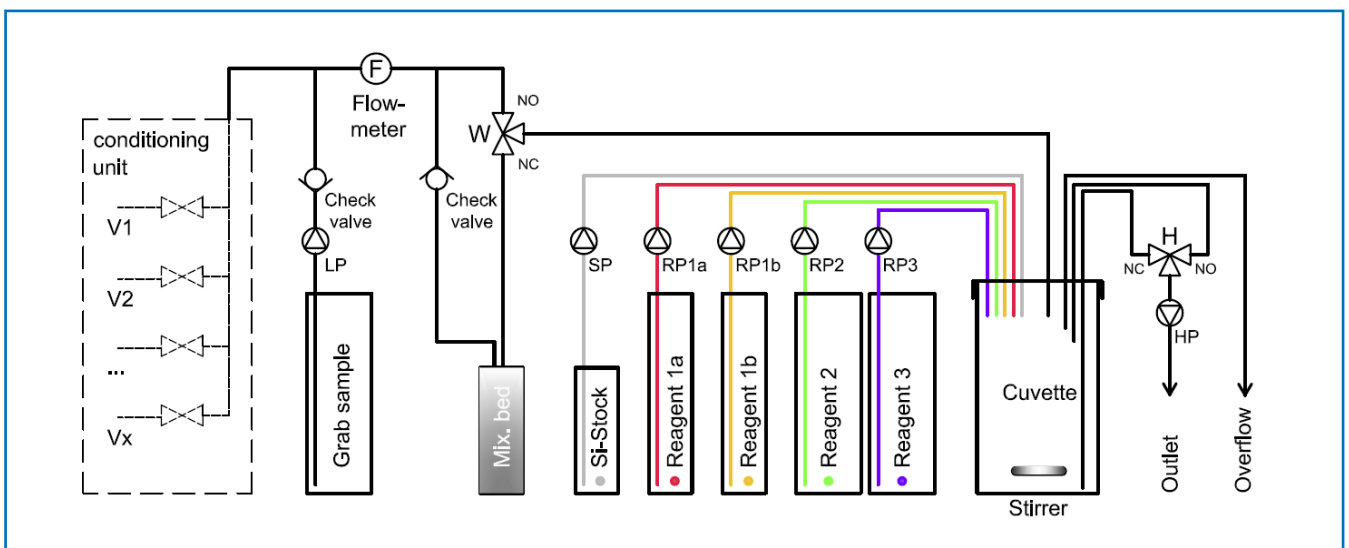 conditioning
unit
V1
V2
...
Vx
F
Flow-
meter
Check
valve
LP
Grab sample
Check
valve
W
NO
NC
Mix. bed
SP
Si-Stock
RP1a
Reagent 1a
RP1b
Reagent 1b
RP2
Reagent 2
RP3
Reagent 3
Cuvette
Stirrer
H
NC
NO
HP
Outlet
Overflow